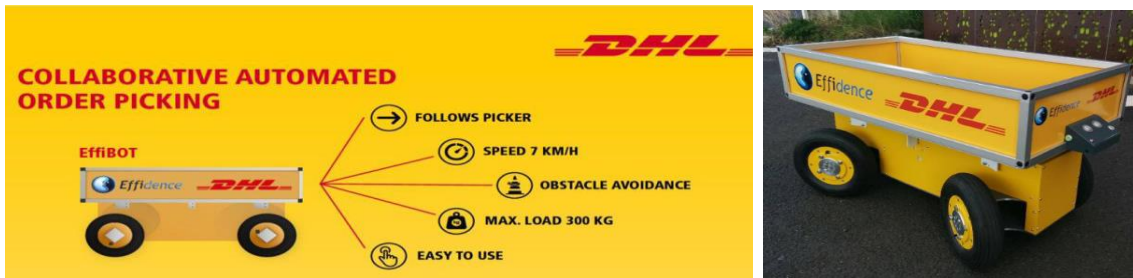 DHL
COLLABORATIVE AUTOMATED
ORDER PICKING
FOLLOWS PICKER
EffiBOT
SPEED 7 KM/H
Effidence DHL
OBSTACLE AVOIDANCE
MAX. LOAD 300 KG
EASY TO USE
Effidence DHL
Effidence DHL